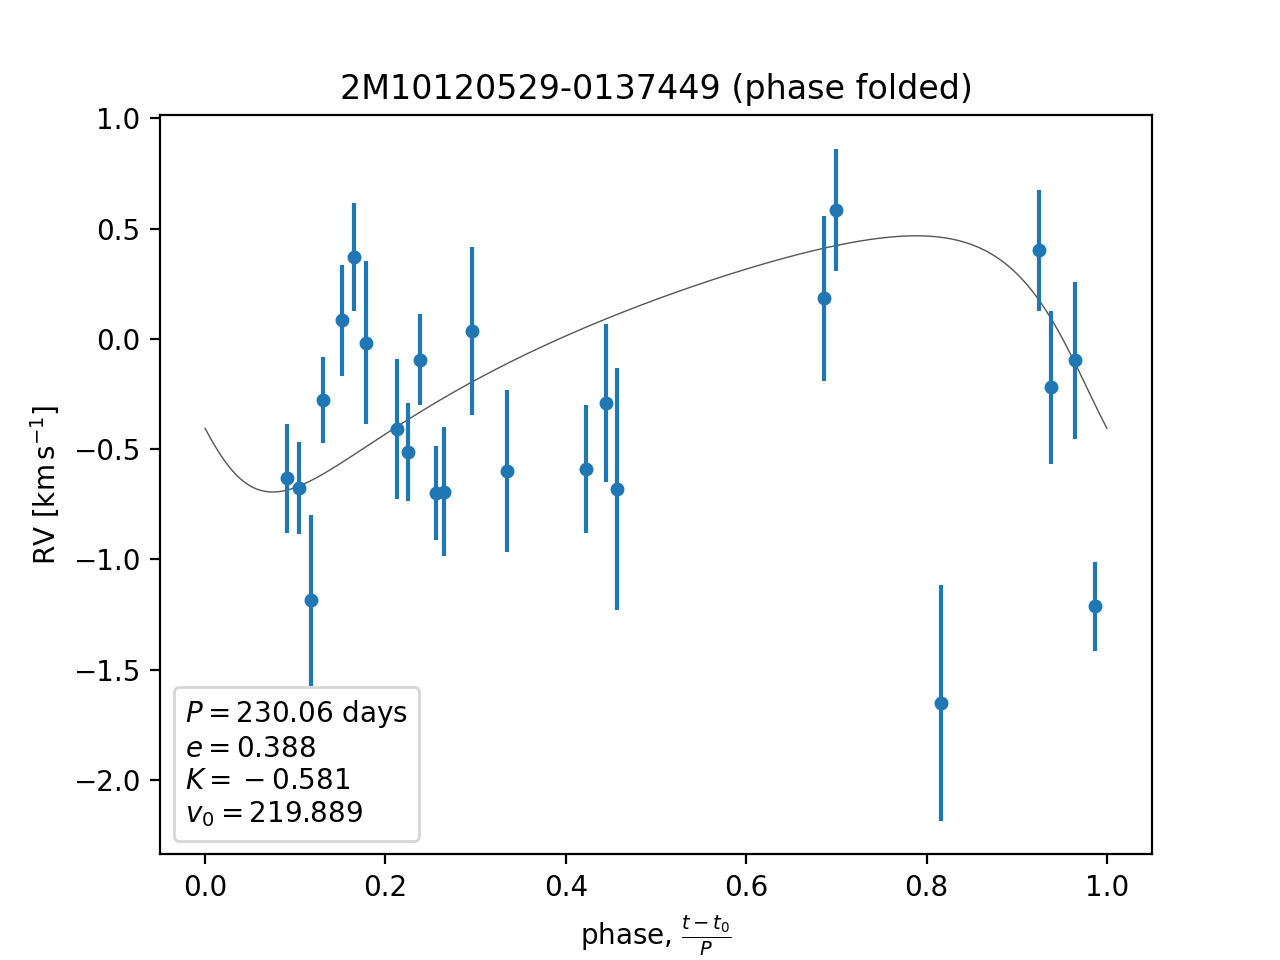 2M10120529-0137449 (phase folded)
1.0
0.5
0.0
−0.5
−1.0
−1.5
−2.0
RV [km s⁻¹]
P = 230.06 days
e = 0.388
K = −0.581
v₀ = 219.889
0.0 0.2 0.4 0.6 0.8 1.0
phase, (t − t₀)/P